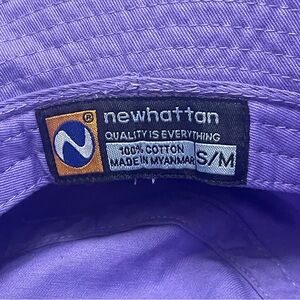 ® newhattan
QUALITY IS EVERYTHING
100% COTTON
MADE IN MYANMAR
S/M